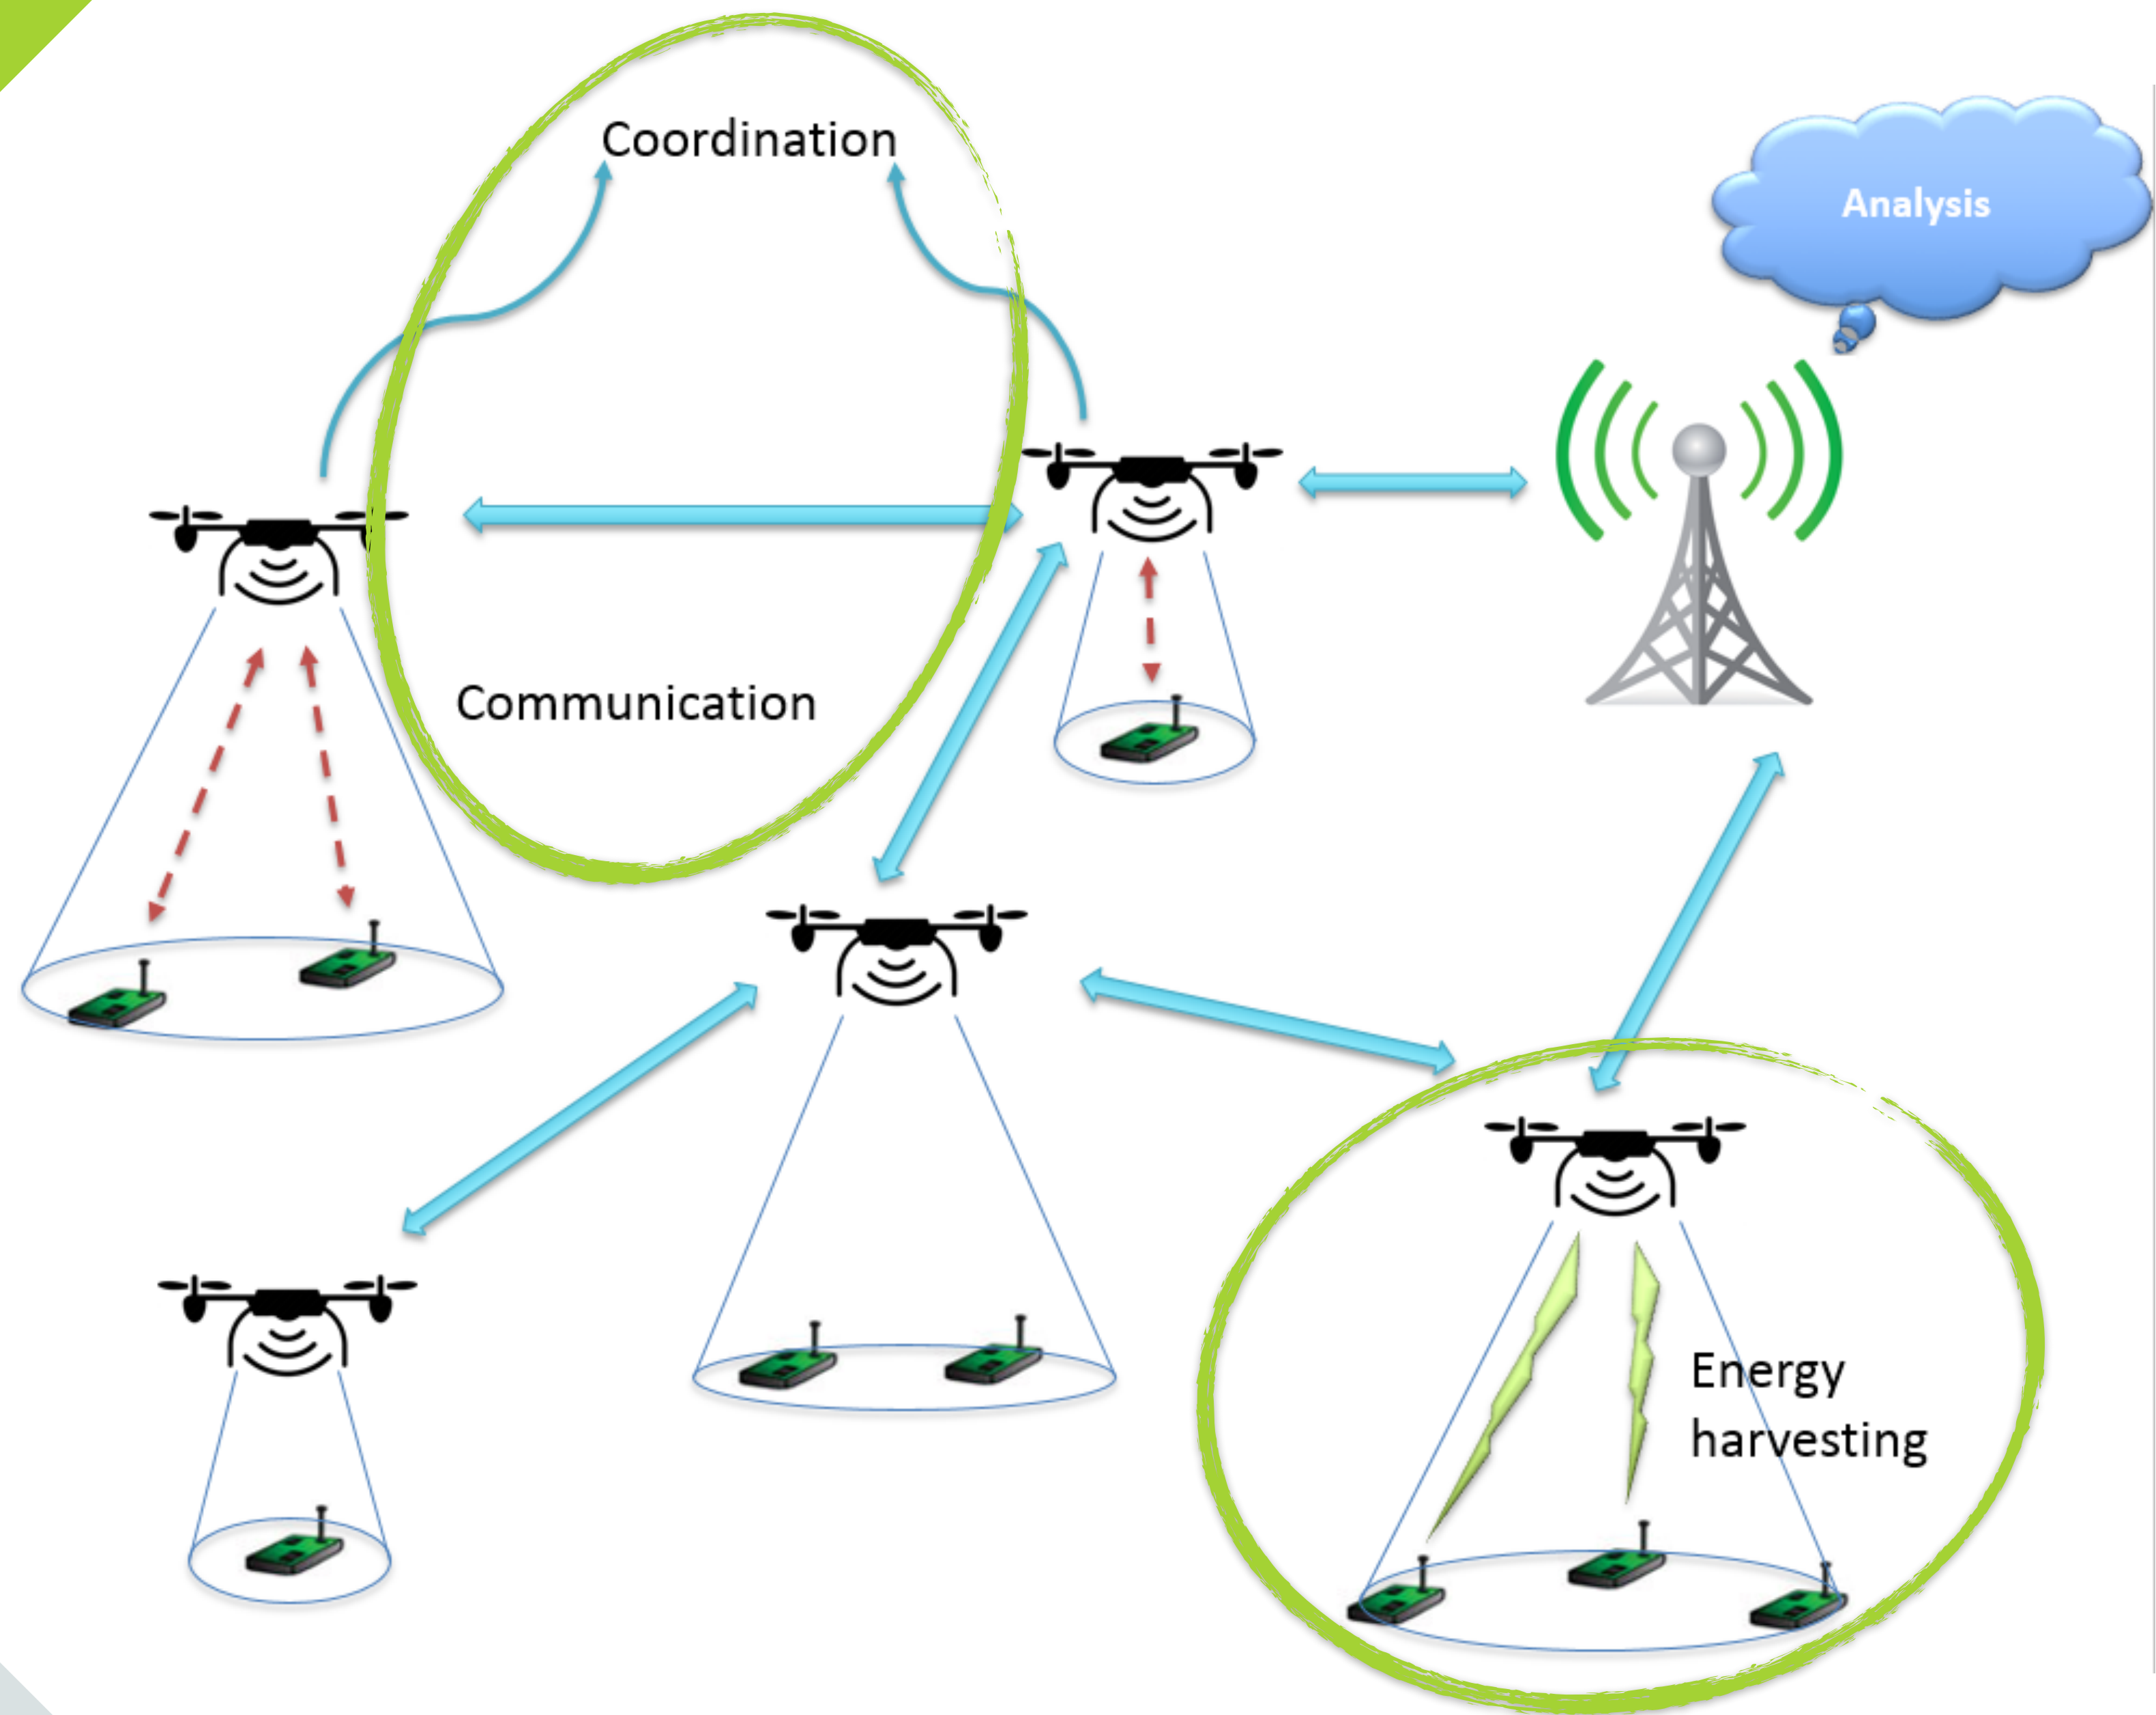 Coordination
Analysis
Communication
Energy
harvesting